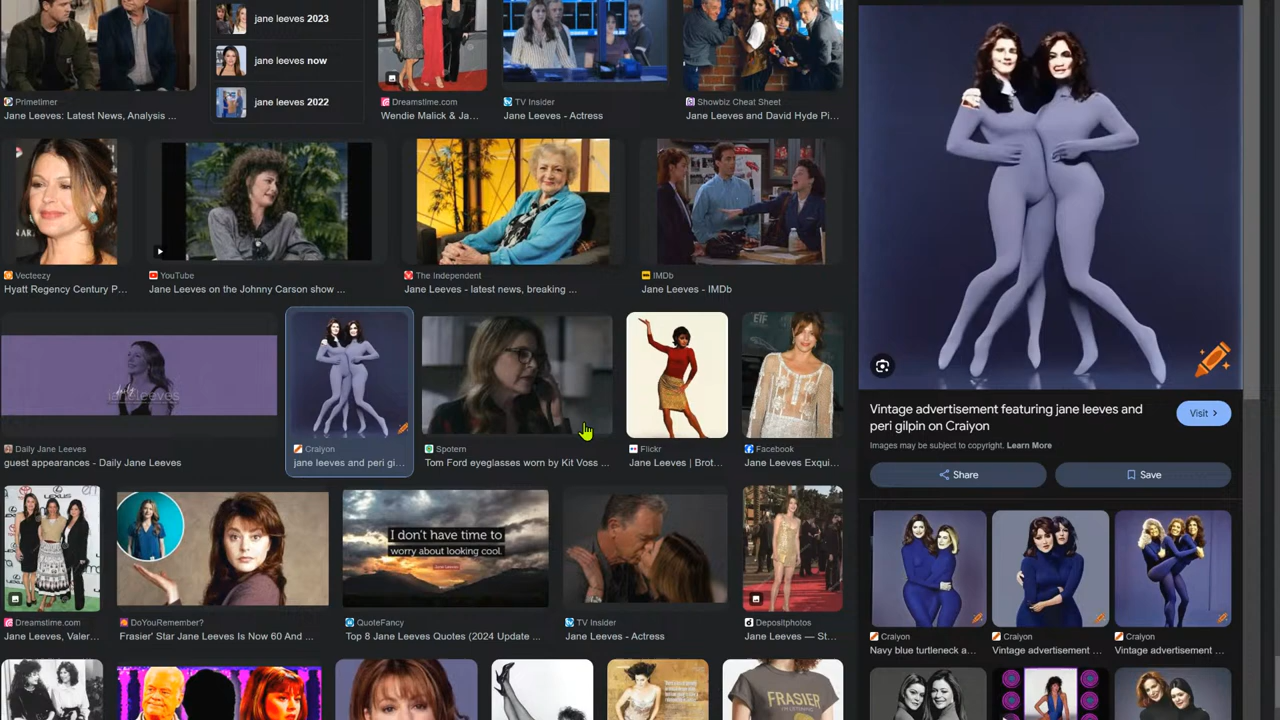 jane leeves 2023
jane leeves now
jane leeves 2022
Primetimer
Jane Leeves: Latest News, Analysis ...
Dreamstime.com
Wendie Malick & Ja...
TV Insider
Jane Leeves - Actress
Showbiz Cheat Sheet
Jane Leeves and David Hyde Pi...
Vecteezy
Hyatt Regency Century P...
YouTube
Jane Leeves on the Johnny Carson show ...
The Independent
Jane Leeves - latest news, breaking ...
IMDb
Jane Leeves - IMDb
daily
janeleeves
EIF
Daily Jane Leeves
guest appearances - Daily Jane Leeves
Craiyon
jane leeves and peri gi...
Spotern
Tom Ford eyeglasses worn by Kit Voss ...
Flickr
Jane Leeves | Brot...
Facebook
Jane Leeves Exqui...
LEXUS
I don't have time to
worry about looking cool.
Dreamstime.com
Jane Leeves, Valer...
DoYouRemember?
Frasier' Star Jane Leeves Is Now 60 And ...
QuoteFancy
Top 8 Jane Leeves Quotes (2024 Update ...
TV Insider
Jane Leeves - Actress
Depositphotos
Jane Leeves — St...
FRASIER
Vintage advertisement featuring jane leeves and
peri gilpin on Craiyon
Visit
Images may be subject to copyright. Learn More
Share
Save
Craiyon
Navy blue turtleneck a...
Craiyon
Vintage advertisement ...
Craiyon
Vintage advertisement ...